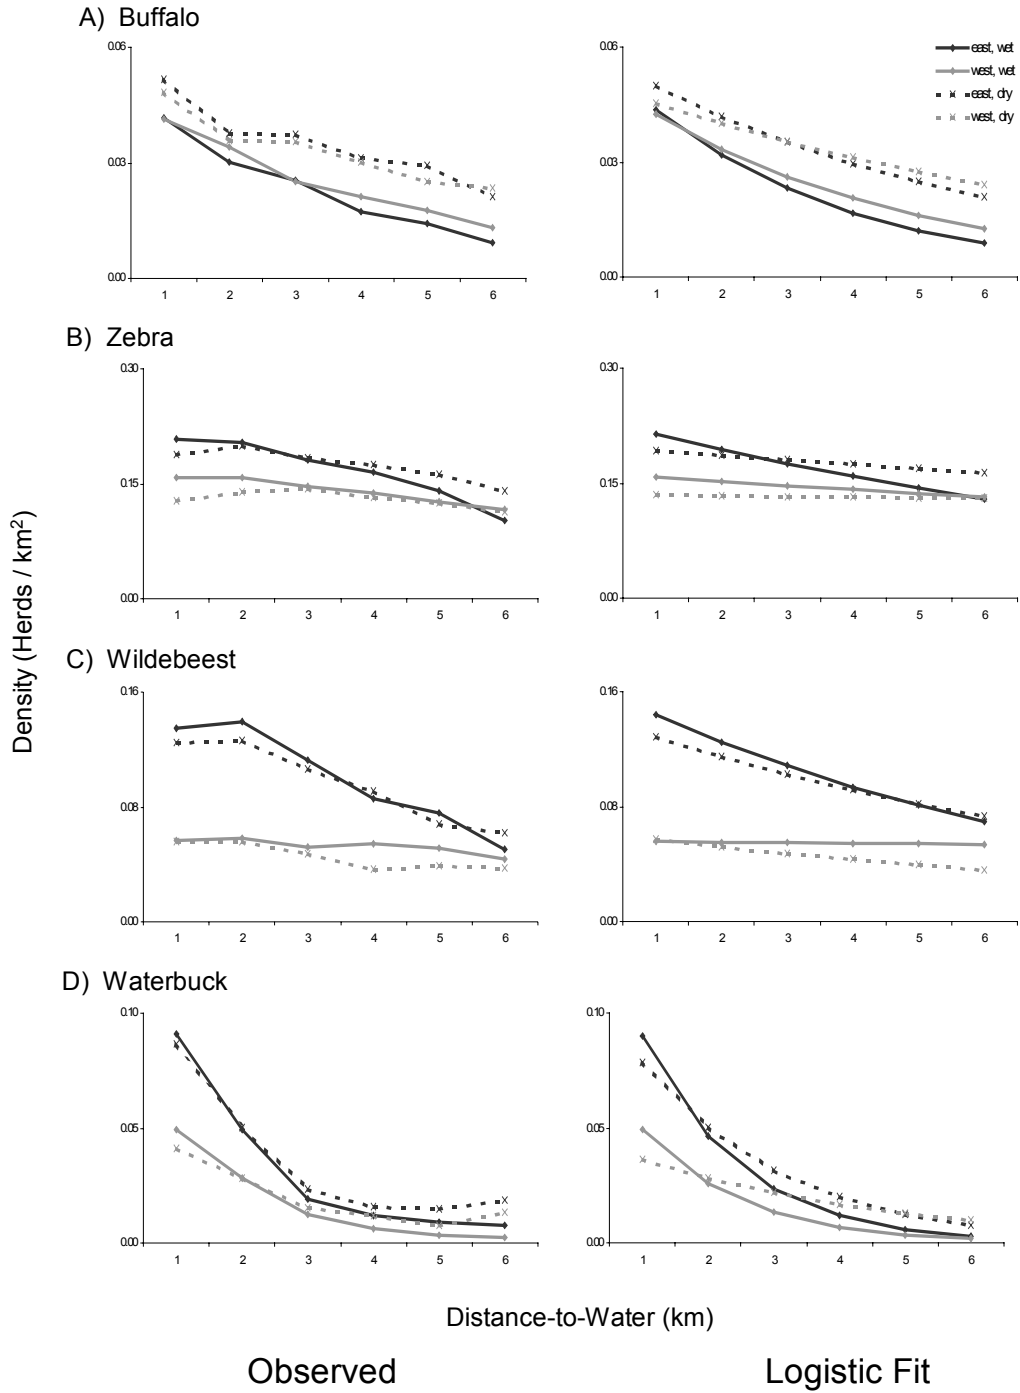 A) Buffalo
0.06
0.03
0.00
1 2 3 4 5 6
0.06
0.03
0.00
1 2 3 4 5 6
east, wet
west, wet
east, dry
west, dry
B) Zebra
0.30
0.15
0.00
1 2 3 4 5 6
0.30
0.15
0.00
1 2 3 4 5 6
Density (Herds / km²)
C) Wildebeest
0.16
0.08
0.00
1 2 3 4 5 6
0.16
0.08
0.00
1 2 3 4 5 6
D) Waterbuck
0.10
0.05
0.00
1 2 3 4 5 6
0.10
0.05
0.00
1 2 3 4 5 6
Distance-to-Water (km)
Observed
Logistic Fit